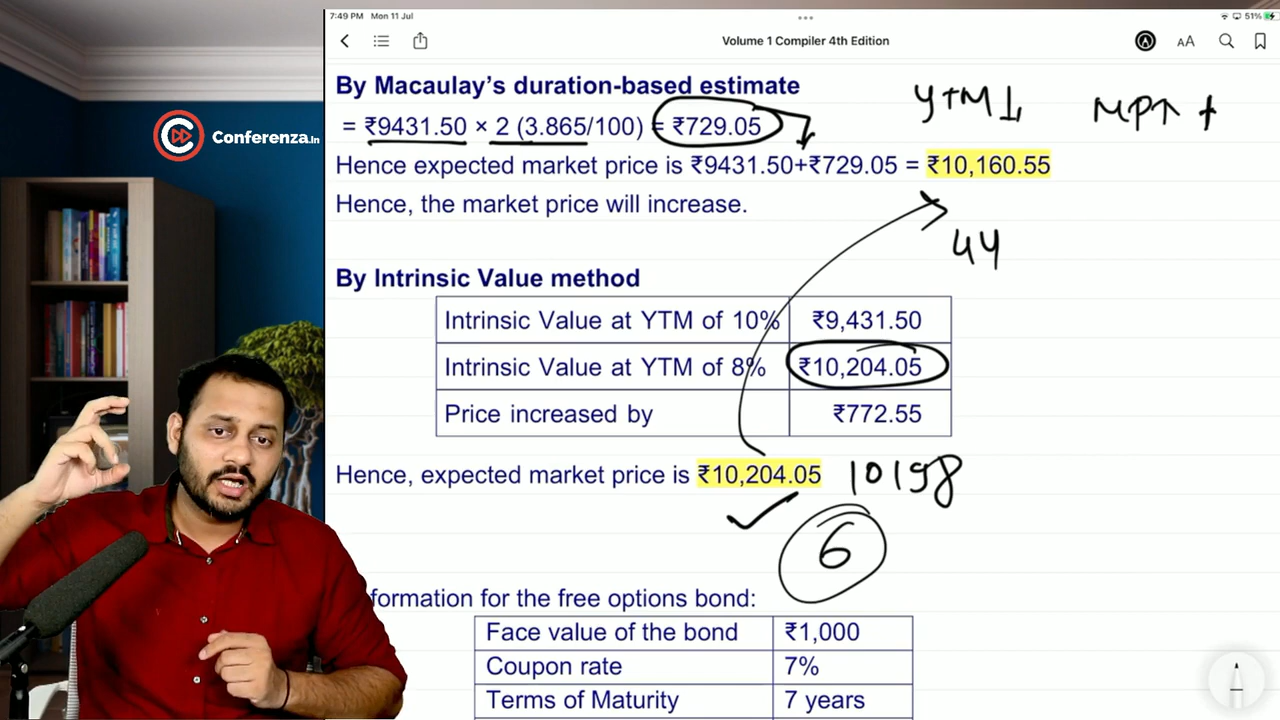 7:49 PM Mon 11 Jul
51%
Volume 1 Compiler 4th Edition
AA
Conferenza.in
By Macaulay's duration-based estimate
YTM↓ MP↑
= ₹9431.50 × 2 (3.865/100) = ₹729.05
Hence expected market price is ₹9431.50+₹729.05 = ₹10,160.55
Hence, the market price will increase.
44
By Intrinsic Value method
Intrinsic Value at YTM of 10% ₹9,431.50
Intrinsic Value at YTM of 8% ₹10,204.05
Price increased by ₹772.55
Hence, expected market price is ₹10,204.05 10198
6
formation for the free options bond:
Face value of the bond ₹1,000
Coupon rate 7%
Terms of Maturity 7 years